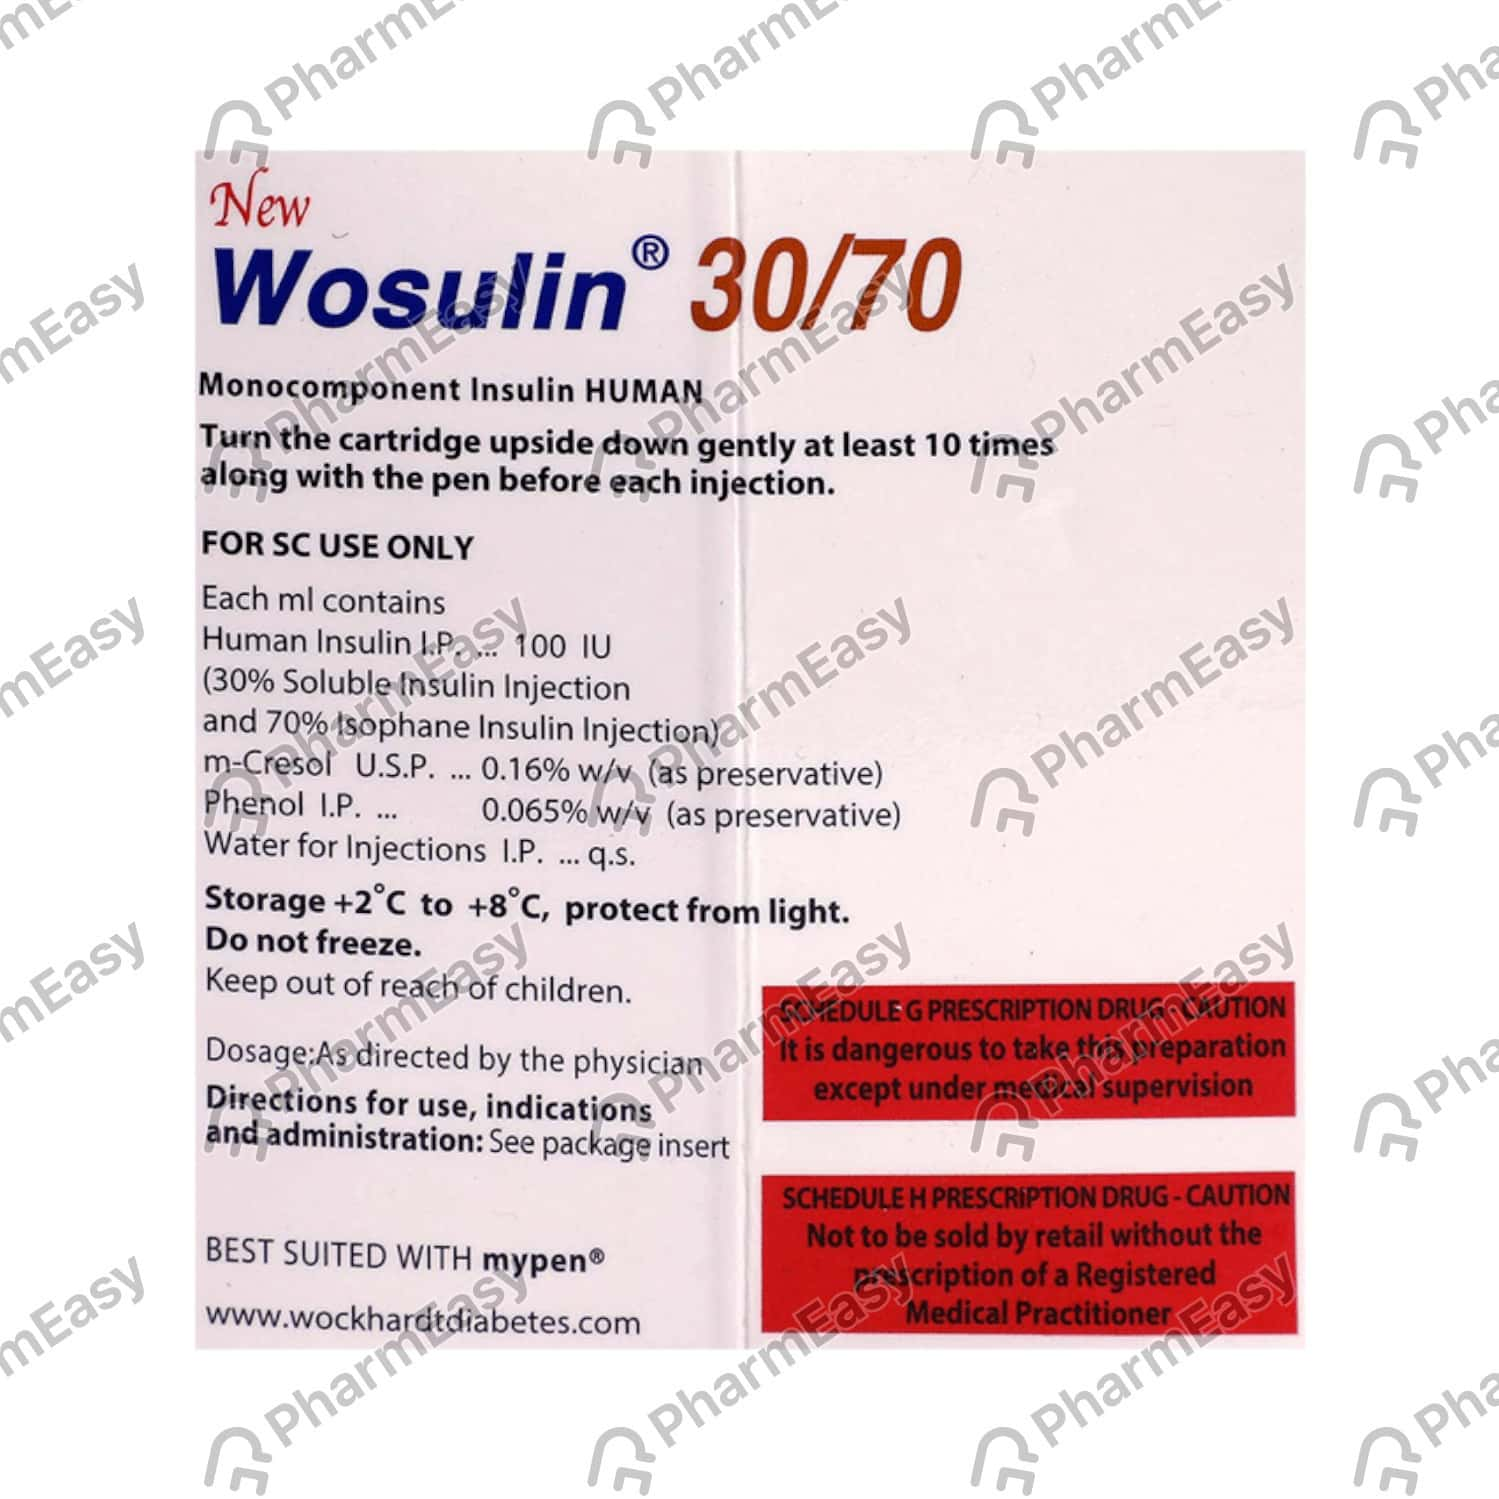 New
Wosulin® 30/70
Monocomponent Insulin HUMAN
Turn the cartridge upside down gently at least 10 times
along with the pen before each injection.
FOR SC USE ONLY
Each ml contains
Human Insulin I.P. ... 100 IU
(30% Soluble Insulin Injection
and 70% Isophane Insulin Injection)
m-Cresol U.S.P. ... 0.16% w/v (as preservative)
Phenol I.P. ... 0.065% w/v (as preservative)
Water for Injections I.P. ... q.s.
Storage +2°C to +8°C, protect from light.
Do not freeze.
Keep out of reach of children.
Dosage:As directed by the physician
Directions for use, indications
and administration: See package insert
BEST SUITED WITH mypen®
www.wockhardtdiabetes.com
SCHEDULE G PRESCRIPTION DRUG - CAUTION
It is dangerous to take this preparation
except under medical supervision
SCHEDULE H PRESCRIPTION DRUG - CAUTION
Not to be sold by retail without the
prescription of a Registered
Medical Practitioner
PharmEasy